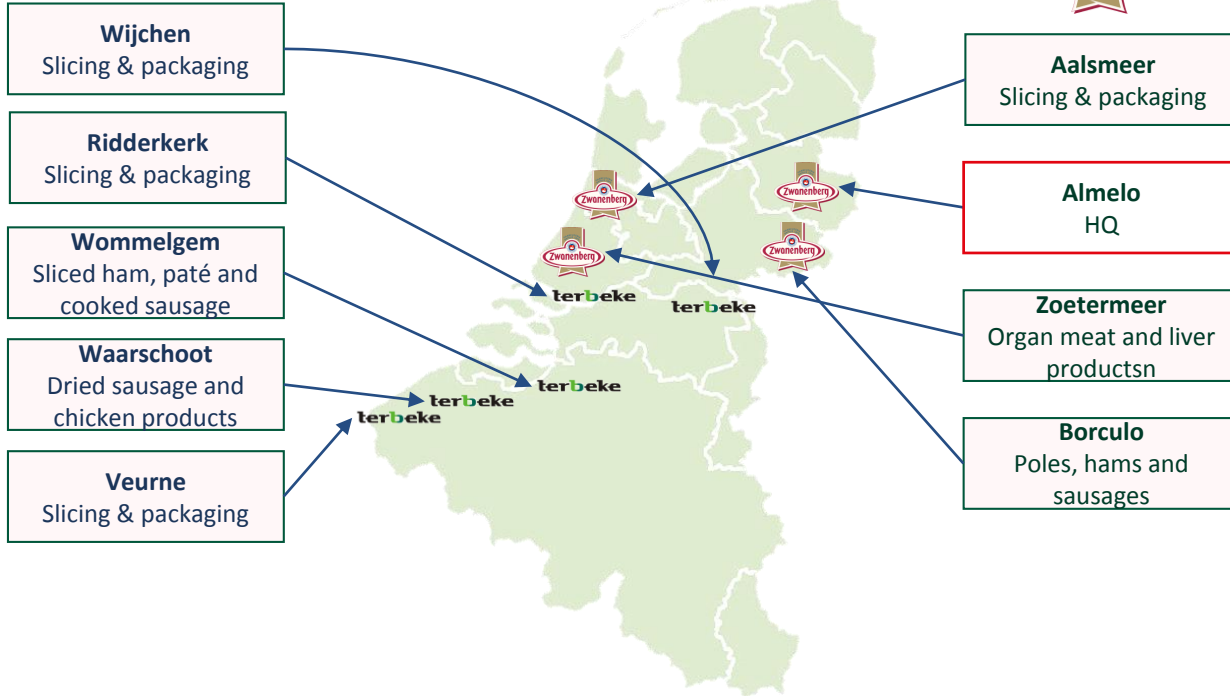 Wijchen
Slicing & packaging
Ridderkerk
Slicing & packaging
Wommelgem
Sliced ham, paté and
cooked sausage
Waarschoot
Dried sausage and
chicken products
Veurne
Slicing & packaging
Zwanenberg
Zwanenberg
Zwanenberg
Zwanenberg
terbeke
terbeke
terbeke
terbeke
terbeke
Aalsmeer
Slicing & packaging
Almelo
HQ
Zoetermeer
Organ meat and liver
productsn
Borculo
Poles, hams and
sausages